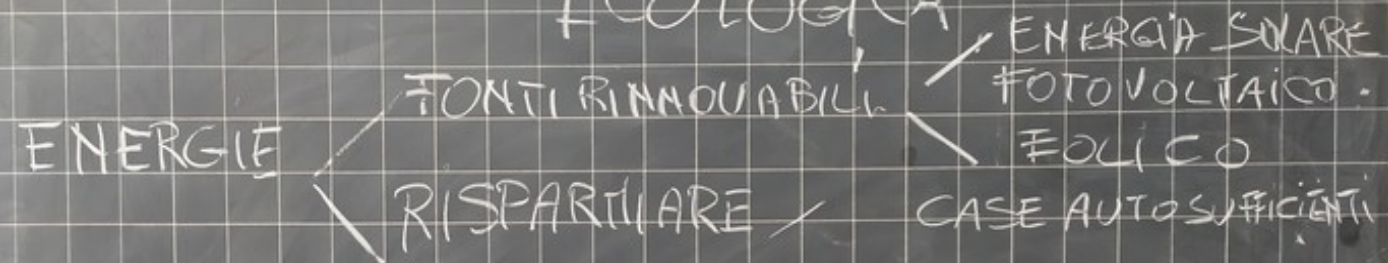 ECOLOGICA
ENERGIA SOLARE
FONTI RINNOVABILI
FOTOVOLTAICO.
ENERGIE
EOLICO
RISPARMIARE
CASE AUTOSUFFICIENTI